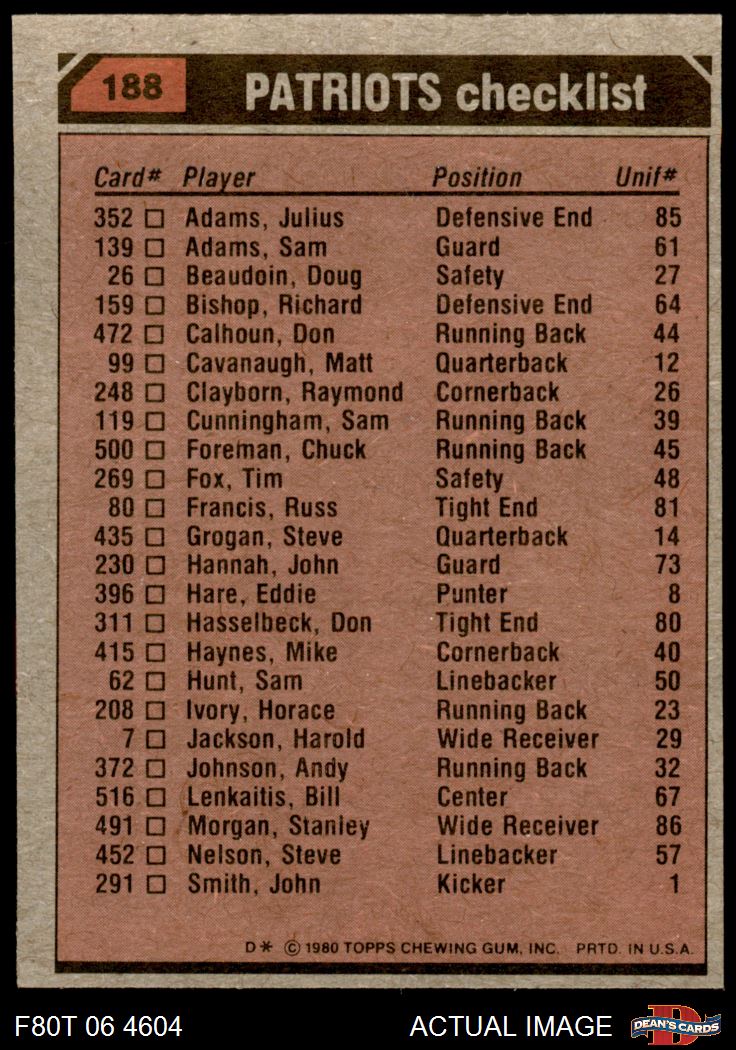 188 PATRIOTS checklist
Card# Player Position Unif#
352 Adams, Julius Defensive End 85
139 Adams, Sam Guard 61
26 Beaudoin, Doug Safety 27
159 Bishop, Richard Defensive End 64
472 Calhoun, Don Running Back 44
99 Cavanaugh, Matt Quarterback 12
248 Clayborn, Raymond Cornerback 26
119 Cunningham, Sam Running Back 39
500 Foreman, Chuck Running Back 45
269 Fox, Tim Safety 48
80 Francis, Russ Tight End 81
435 Grogan, Steve Quarterback 14
230 Hannah, John Guard 73
396 Hare, Eddie Punter 8
311 Hasselbeck, Don Tight End 80
415 Haynes, Mike Cornerback 40
62 Hunt, Sam Linebacker 50
208 Ivory, Horace Running Back 23
7 Jackson, Harold Wide Receiver 29
372 Johnson, Andy Running Back 32
516 Lenkaitis, Bill Center 67
491 Morgan, Stanley Wide Receiver 86
452 Nelson, Steve Linebacker 57
291 Smith, John Kicker 1
D* © 1980 TOPPS CHEWING GUM, INC. PRTD. IN U.S.A.
F80T 06 4604 ACTUAL IMAGE D DEAN'S CARDS